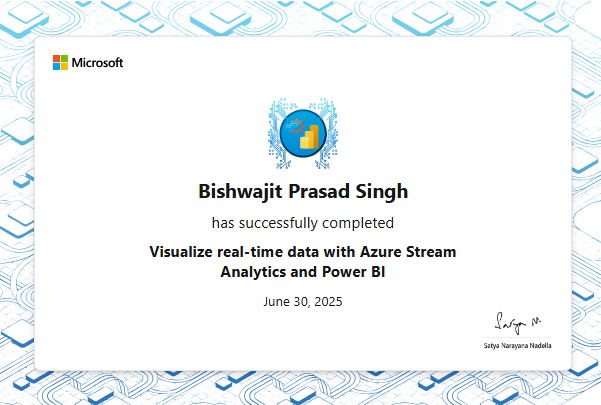 Microsoft
Bishwajit Prasad Singh
has successfully completed
Visualize real-time data with Azure Stream
Analytics and Power BI
June 30, 2025
Satya N.
Satya Narayana Nadella